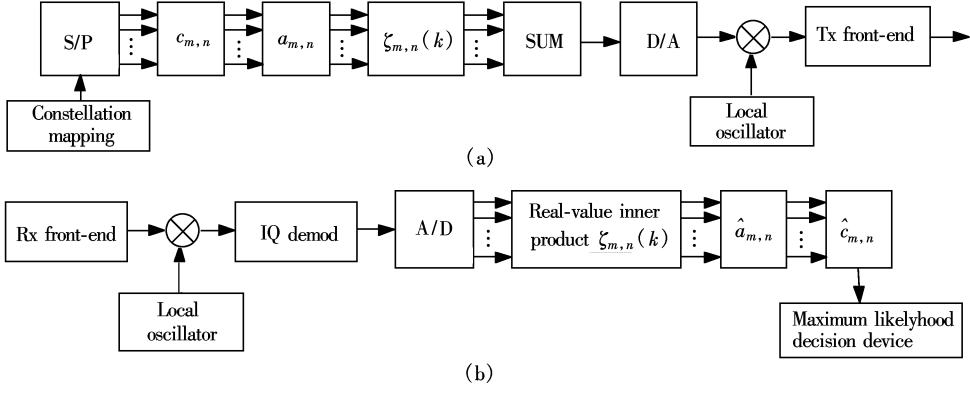 S/P
c_{m,n}
a_{m,n}
ζ_{m,n}(k)
SUM
D/A
Tx front-end
Constellation
mapping
Local
oscillator
(a)
Rx front-end
IQ demod
A/D
Real-value inner
product ζ_{m,n}(k)
â_{m,n}
ĉ_{m,n}
Local
oscillator
Maximum likelyhood
decision device
(b)